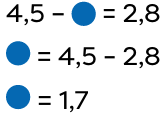 4,5 − 🔵 = 2,8
🔵 = 4,5 − 2,8
🔵 = 1,7